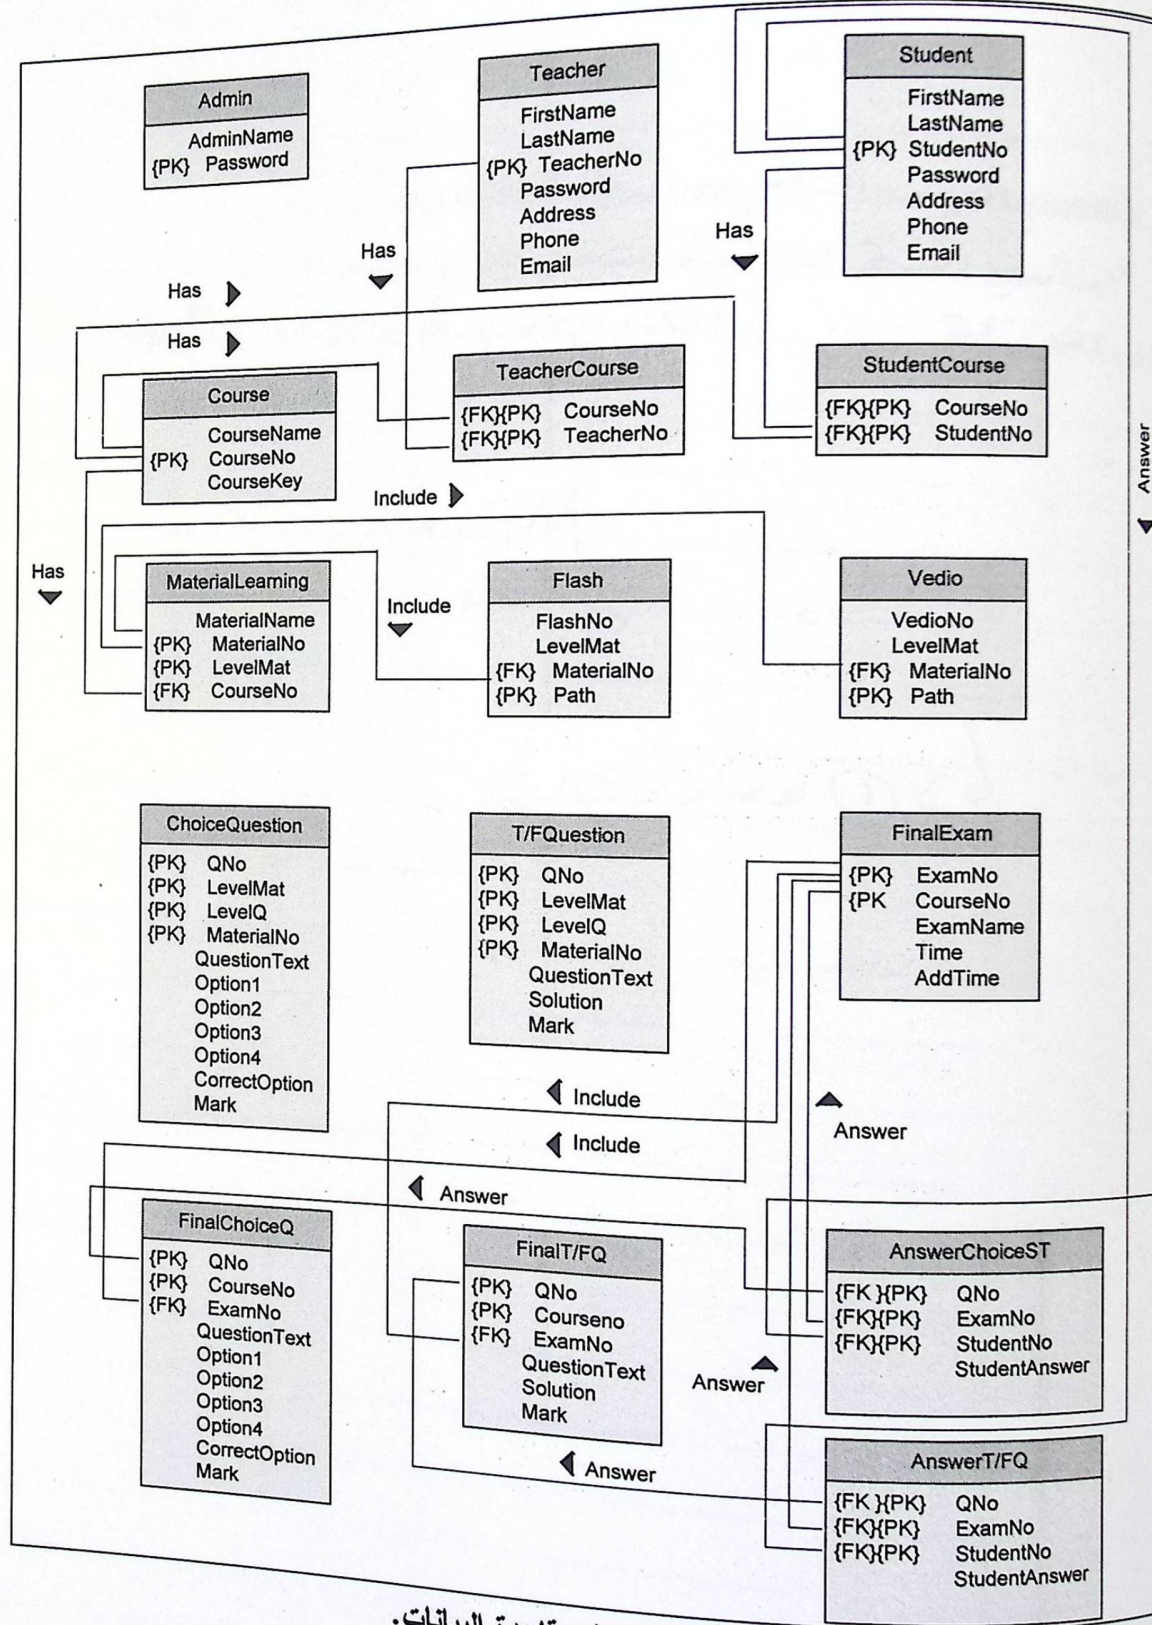 Admin
AdminName
{PK} Password
Teacher
FirstName
LastName
{PK} TeacherNo
Password
Address
Phone
Email
Student
FirstName
LastName
{PK} StudentNo
Password
Address
Phone
Email
Has
Has
Has
Has
Course
CourseName
{PK} CourseNo
CourseKey
TeacherCourse
{FK}{PK} CourseNo
{FK}{PK} TeacherNo
StudentCourse
{FK}{PK} CourseNo
{FK}{PK} StudentNo
Answer
Include
Has
MaterialLearning
MaterialName
{PK} MaterialNo
{PK} LevelMat
{FK} CourseNo
Include
Flash
FlashNo
LevelMat
{FK} MaterialNo
{PK} Path
Vedio
VedioNo
LevelMat
{FK} MaterialNo
{PK} Path
ChoiceQuestion
{PK} QNo
{PK} LevelMat
{PK} LevelQ
{PK} MaterialNo
QuestionText
Option1
Option2
Option3
Option4
CorrectOption
Mark
T/FQuestion
{PK} QNo
{PK} LevelMat
{PK} LevelQ
{PK} MaterialNo
QuestionText
Solution
Mark
FinalExam
{PK} ExamNo
{PK CourseNo
ExamName
Time
AddTime
Include
Include
Answer
Answer
FinalChoiceQ
{PK} QNo
{PK} CourseNo
{FK} ExamNo
QuestionText
Option1
Option2
Option3
Option4
CorrectOption
Mark
FinalT/FQ
{PK} QNo
{PK} Courseno
{FK} ExamNo
QuestionText
Solution
Mark
Answer
Answer
AnswerChoiceST
{FK }{PK} QNo
{FK}{PK} ExamNo
{FK}{PK} StudentNo
StudentAnswer
AnswerT/FQ
{FK }{PK} QNo
{FK}{PK} ExamNo
{FK}{PK} StudentNo
StudentAnswer
البيانات.